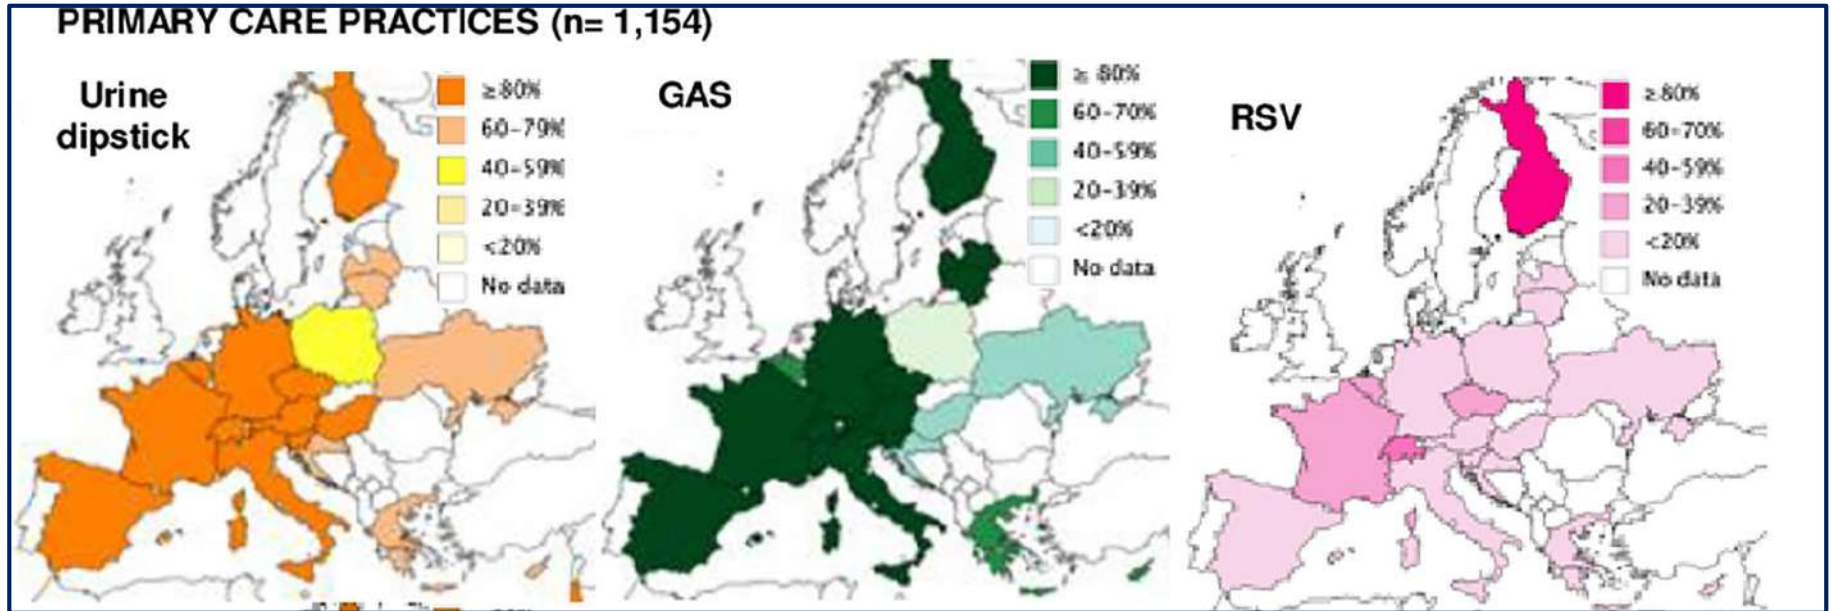 PRIMARY CARE PRACTICES (n= 1,154)
Urine
dipstick
≥80%
60-79%
40-59%
20-39%
<20%
No data
GAS
≥ 80%
60-70%
40-59%
20-39%
<20%
No data
RSV
≥80%
60-70%
40-59%
20-39%
<20%
No data